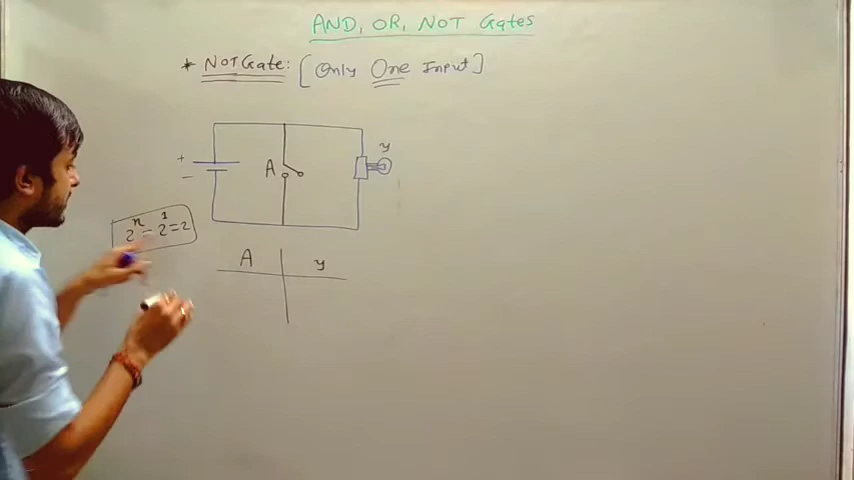 AND, OR, NOT Gates
* NOT Gate: [Only One Input]
y
+
A
-
2^n = 2^1 = 2
A y